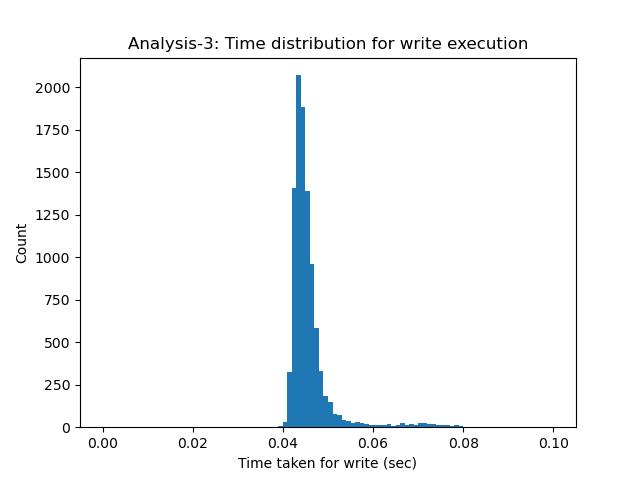 Analysis-3: Time distribution for write execution
2000
1750
1500
1250
1000
750
500
250
0
Count
0.00 0.02 0.04 0.06 0.08 0.10
Time taken for write (sec)